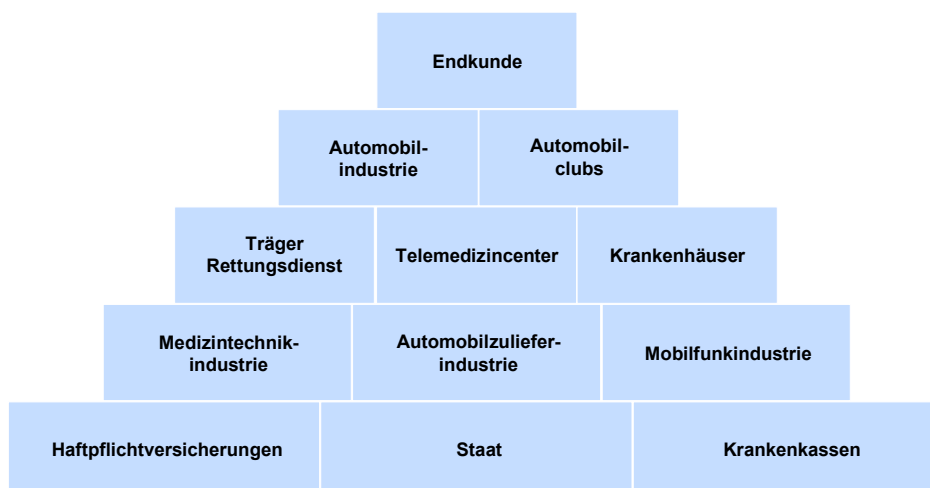 Endkunde
Automobil-
industrie
Automobil-
clubs
Träger
Rettungsdienst
Telemedizincenter
Krankenhäuser
Medizintechnik-
industrie
Automobilzuliefer-
industrie
Mobilfunkindustrie
Haftpflichtversicherungen
Staat
Krankenkassen